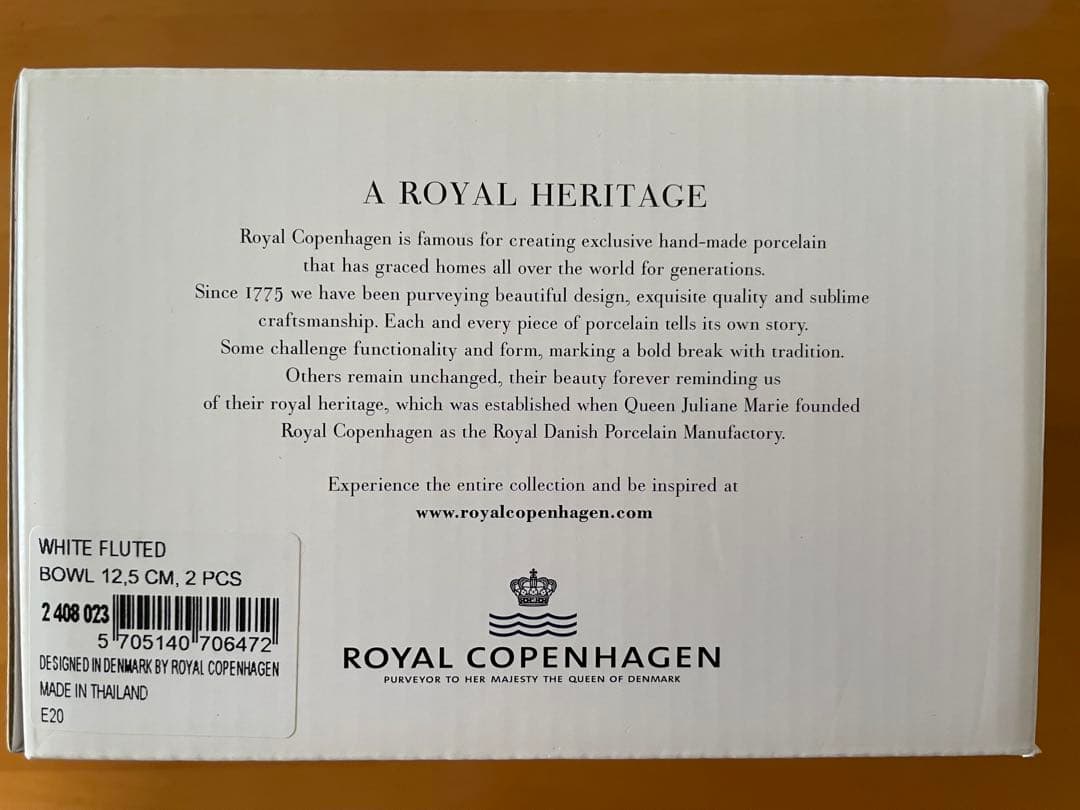 A ROYAL HERITAGE
Royal Copenhagen is famous for creating exclusive hand-made porcelain
that has graced homes all over the world for generations.
Since 1775 we have been purveying beautiful design, exquisite quality and sublime
craftsmanship. Each and every piece of porcelain tells its own story.
Some challenge functionality and form, marking a bold break with tradition.
Others remain unchanged, their beauty forever reminding us
of their royal heritage, which was established when Queen Juliane Marie founded
Royal Copenhagen as the Royal Danish Porcelain Manufactory.
Experience the entire collection and be inspired at
www.royalcopenhagen.com
WHITE FLUTED
BOWL 12,5 CM, 2 PCS
2 408 023
5 705140 706472
DESIGNED IN DENMARK BY ROYAL COPENHAGEN
MADE IN THAILAND
E20
ROYAL COPENHAGEN
PURVEYOR TO HER MAJESTY THE QUEEN OF DENMARK